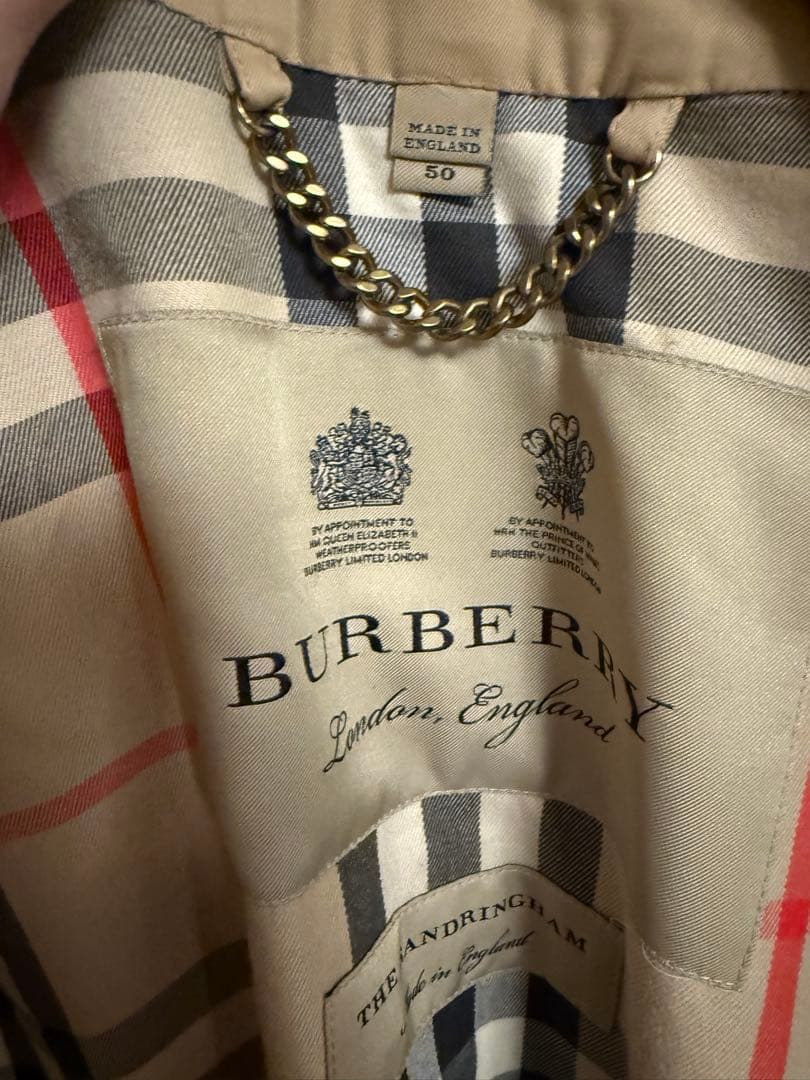 MADE IN
ENGLAND
50
BY APPOINTMENT TO
HM QUEEN ELIZABETH II
WEATHERPROOFERS
BURBERRY LIMITED LONDON
BY APPOINTMENT TO
HRH THE PRINCE OF WALES
OUTFITTERS
BURBERRY LIMITED LONDON
BURBERRY
London, England
THE SANDRINGHAM
Made in England